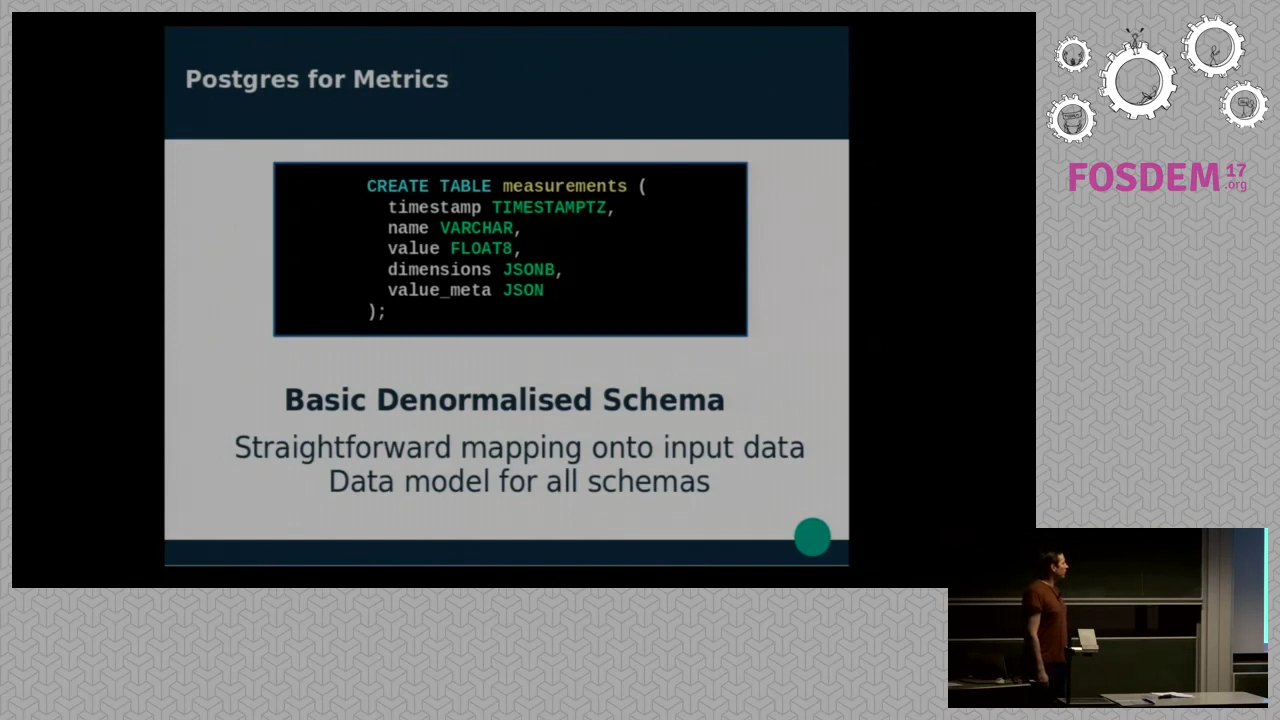 Postgres for Metrics
CREATE TABLE measurements (
timestamp TIMESTAMPTZ,
name VARCHAR,
value FLOAT8,
dimensions JSONB,
value_meta JSON
);
Basic Denormalised Schema
Straightforward mapping onto input data
Data model for all schemas
FOSDEM 17
.org